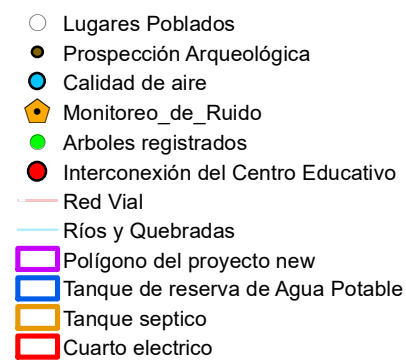 Lugares Poblados
Prospección Arqueológica
Calidad de aire
Monitoreo_de_Ruido
Arboles registrados
Interconexión del Centro Educativo
Red Vial
Ríos y Quebradas
Polígono del proyecto new
Tanque de reserva de Agua Potable
Tanque septico
Cuarto electrico